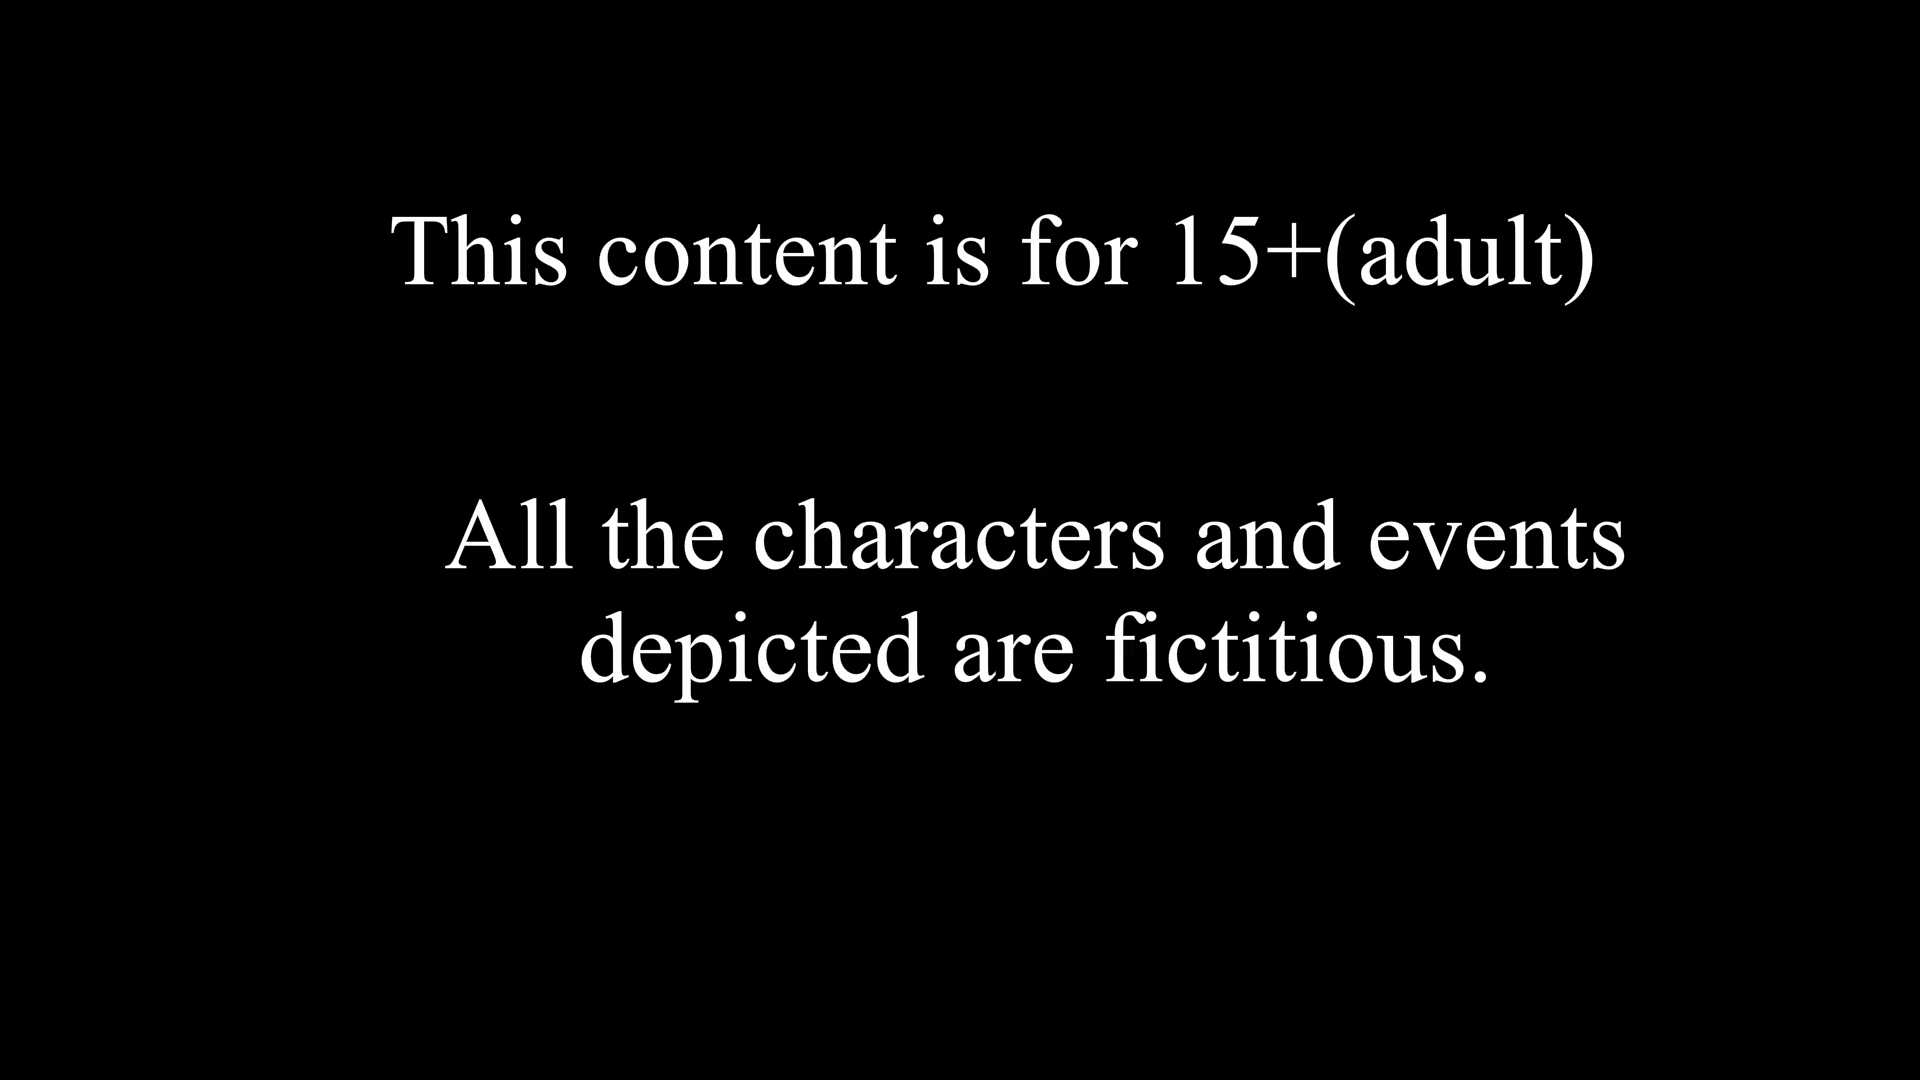 This content is for 15+(adult)
All the characters and events
depicted are fictitious.